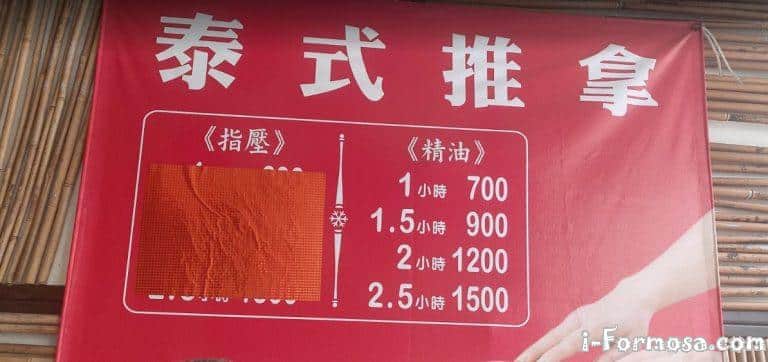 泰式推拿
《指壓》
《精油》
1小時 700
1.5小時 900
2小時 1200
2.5小時 1500
i-Formosa.com